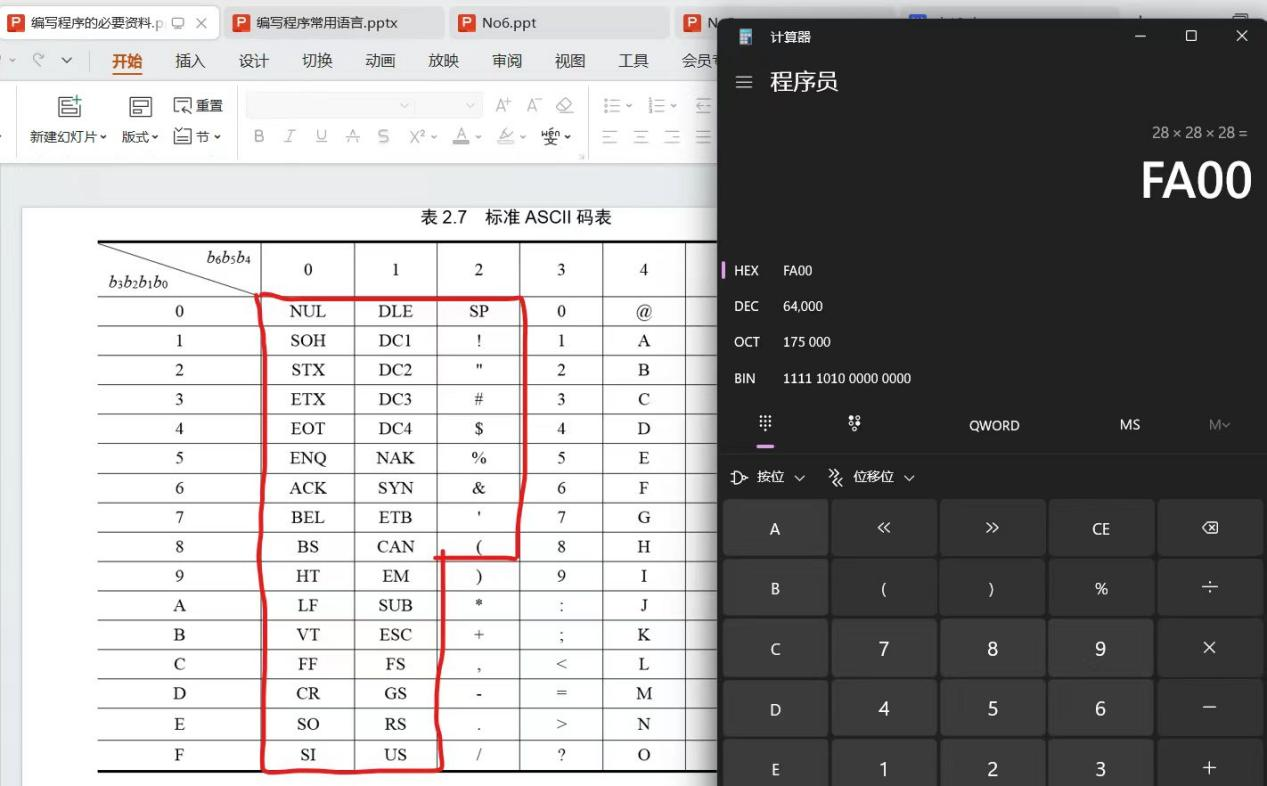 编写程序的必要资料.p 编写程序常用语言.pptx No6.ppt
计算器
开始 插入 设计 切换 动画 放映 审阅 视图 工具 会员专
程序员
新建幻灯片 版式 重置 节
B I U A S X² A 变 wén
28 × 28 × 28 =
FA00
HEX FA00
DEC 64,000
OCT 175 000
BIN 1111 1010 0000 0000
QWORD MS M
按位 位移位
A « » CE
B ( ) % ÷
C 7 8 9 ×
D 4 5 6 −
E 1 2 3 +
表 2.7 标准 ASCII 码表
b₆b₅b₄ 0 1 2 3 4
b₃b₂b₁b₀
0 NUL DLE SP 0 @
1 SOH DC1 ! 1 A
2 STX DC2 " 2 B
3 ETX DC3 # 3 C
4 EOT DC4 $ 4 D
5 ENQ NAK % 5 E
6 ACK SYN & 6 F
7 BEL ETB ' 7 G
8 BS CAN ( 8 H
9 HT EM ) 9 I
A LF SUB * : J
B VT ESC + ; K
C FF FS , < L
D CR GS - = M
E SO RS . > N
F SI US / ? O